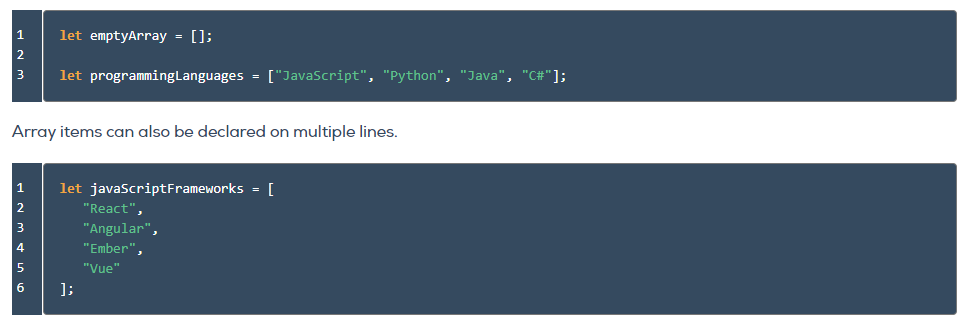 1 let emptyArray = [];
2
3 let programmingLanguages = ["JavaScript", "Python", "Java", "C#"];
Array items can also be declared on multiple lines.
1 let javaScriptFrameworks = [
2    "React",
3    "Angular",
4    "Ember",
5    "Vue"
6 ];